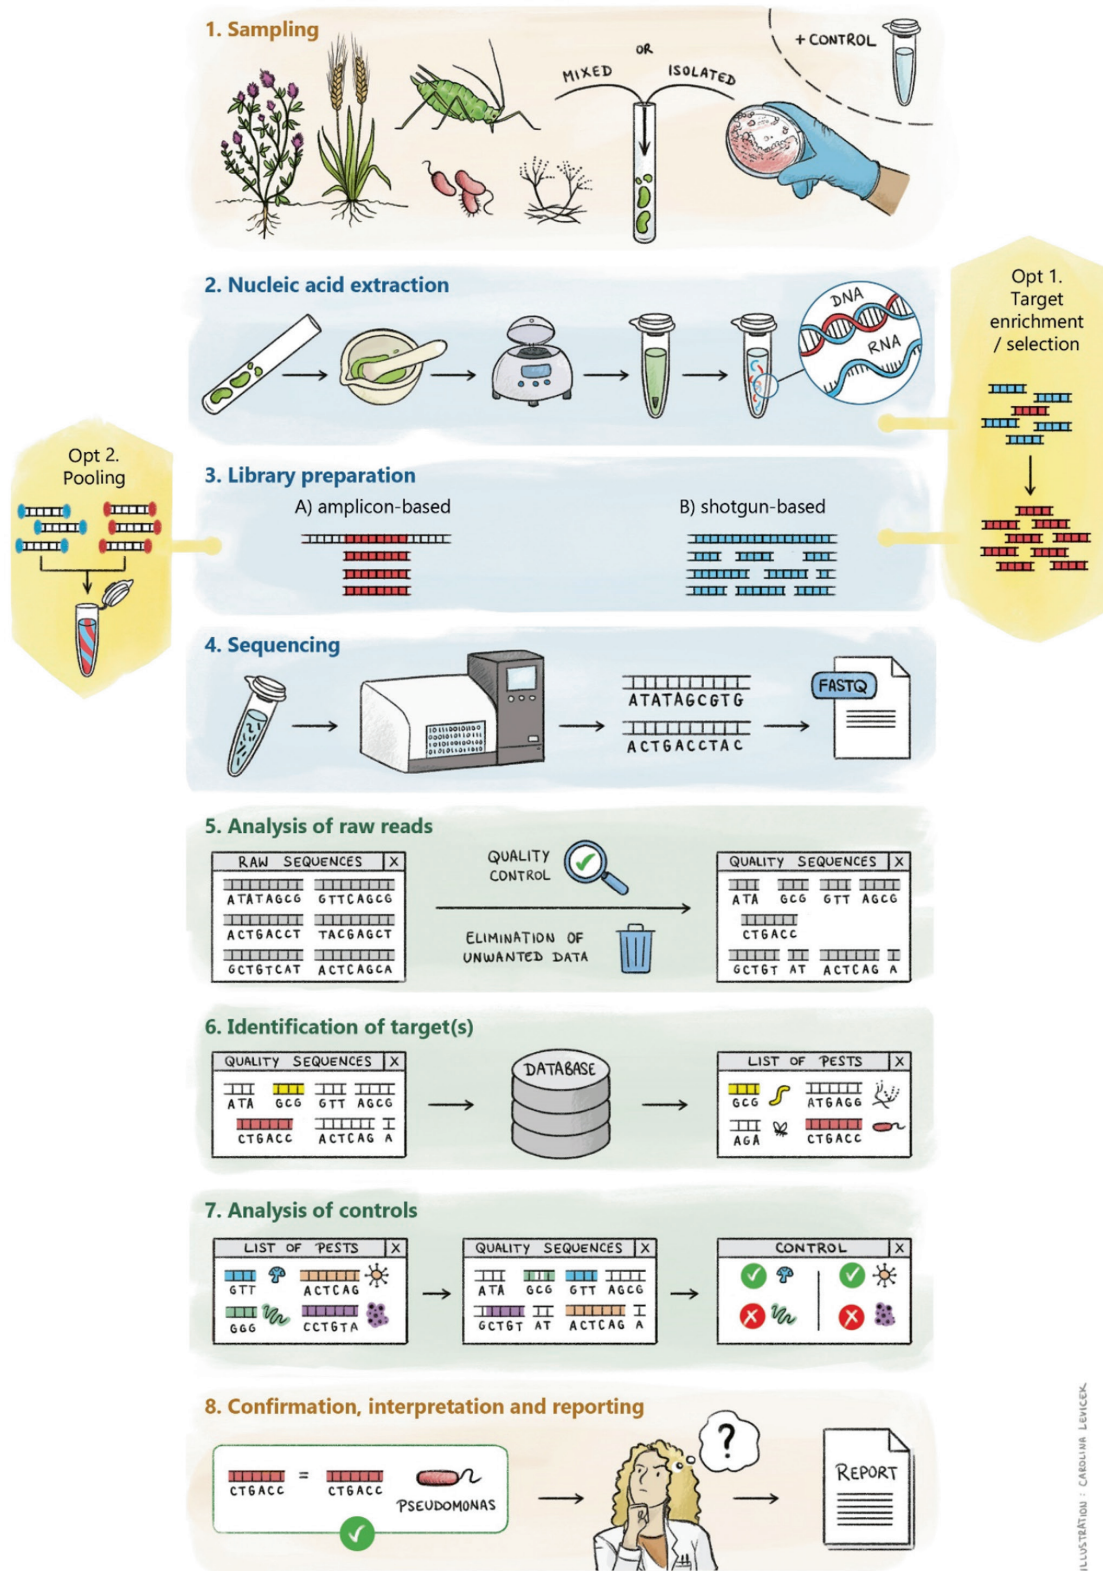 1. Sampling
MIXED
OR
ISOLATED
+ CONTROL
2. Nucleic acid extraction
DNA
RNA
Opt 1.
Target
enrichment
/ selection
Opt 2.
Pooling
3. Library preparation
A) amplicon-based
B) shotgun-based
4. Sequencing
ATATAGCGTG
ACTGACCTAC
FASTQ
5. Analysis of raw reads
RAW SEQUENCES X
ATATAGCG GTTCAGCG
ACTGACCT TACGAGCT
GCTGTCAT ACTCAGCA
QUALITY
CONTROL
ELIMINATION OF
UNWANTED DATA
QUALITY SEQUENCES X
ATA GCG GTT AGCG
CTGACC
GCTGT AT ACTCAG A
6. Identification of target(s)
QUALITY SEQUENCES X
ATA GCG GTT AGCG
CTGACC ACTCAG A
DATABASE
LIST OF PESTS X
GCG ATGAGG
AGA CTGACC
7. Analysis of controls
LIST OF PESTS X
GTT ACTCAG
GGG CCTGTA
QUALITY SEQUENCES X
ATA GCG GTT AGCG
GCTGT AT ACTCAG A
CONTROL X
8. Confirmation, interpretation and reporting
CTGACC = CTGACC
PSEUDOMONAS
?
REPORT
ILLUSTRATION : CAROLINA LEVICEK